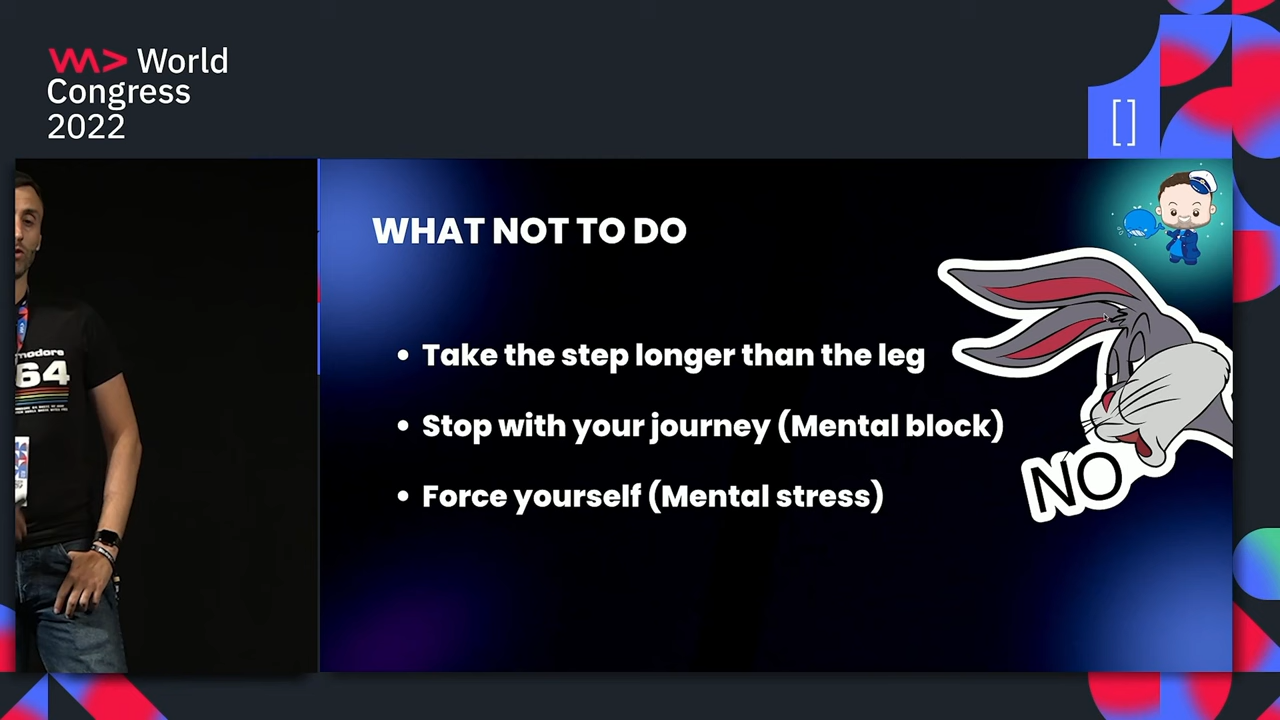 World
Congress
2022
[]
WHAT NOT TO DO
• Take the step longer than the leg
• Stop with your journey (Mental block)
• Force yourself (Mental stress)
NO
modore
64